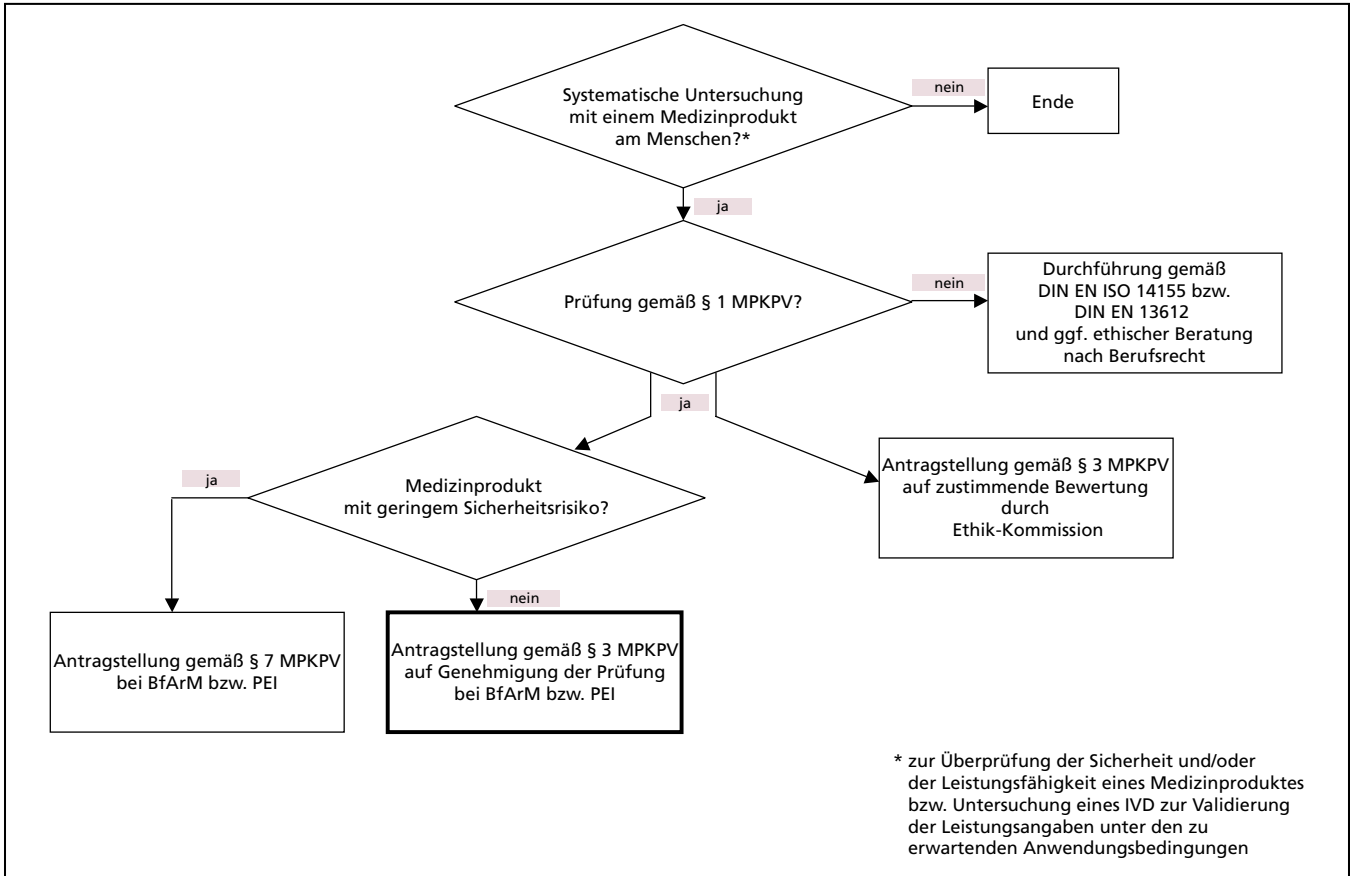 Systematische Untersuchung
mit einem Medizinprodukt
am Menschen?*
nein
Ende
ja
Prüfung gemäß § 1 MPKPV?
nein
Durchführung gemäß
DIN EN ISO 14155 bzw.
DIN EN 13612
und ggf. ethischer Beratung
nach Berufsrecht
ja
Medizinprodukt
mit geringem Sicherheitsrisiko?
Antragstellung gemäß § 3 MPKPV
auf zustimmende Bewertung
durch
Ethik-Kommission
ja
nein
Antragstellung gemäß § 7 MPKPV
bei BfArM bzw. PEI
Antragstellung gemäß § 3 MPKPV
auf Genehmigung der Prüfung
bei BfArM bzw. PEI
* zur Überprüfung der Sicherheit und/oder
der Leistungsfähigkeit eines Medizinproduktes
bzw. Untersuchung eines IVD zur Validierung
der Leistungsangaben unter den zu
erwartenden Anwendungsbedingungen